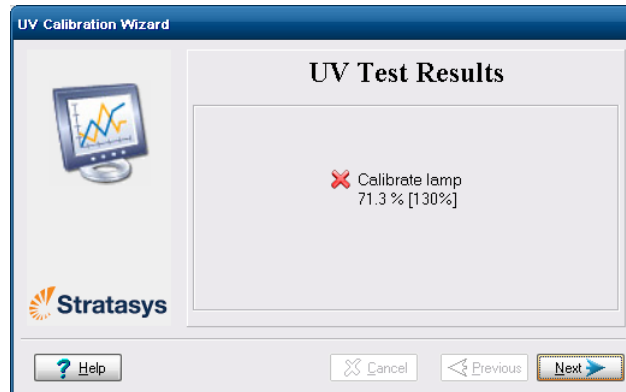 UV Calibration Wizard
UV Test Results
Calibrate lamp
71.3 % [130%]
Stratasys
? Help
Cancel
Previous
Next